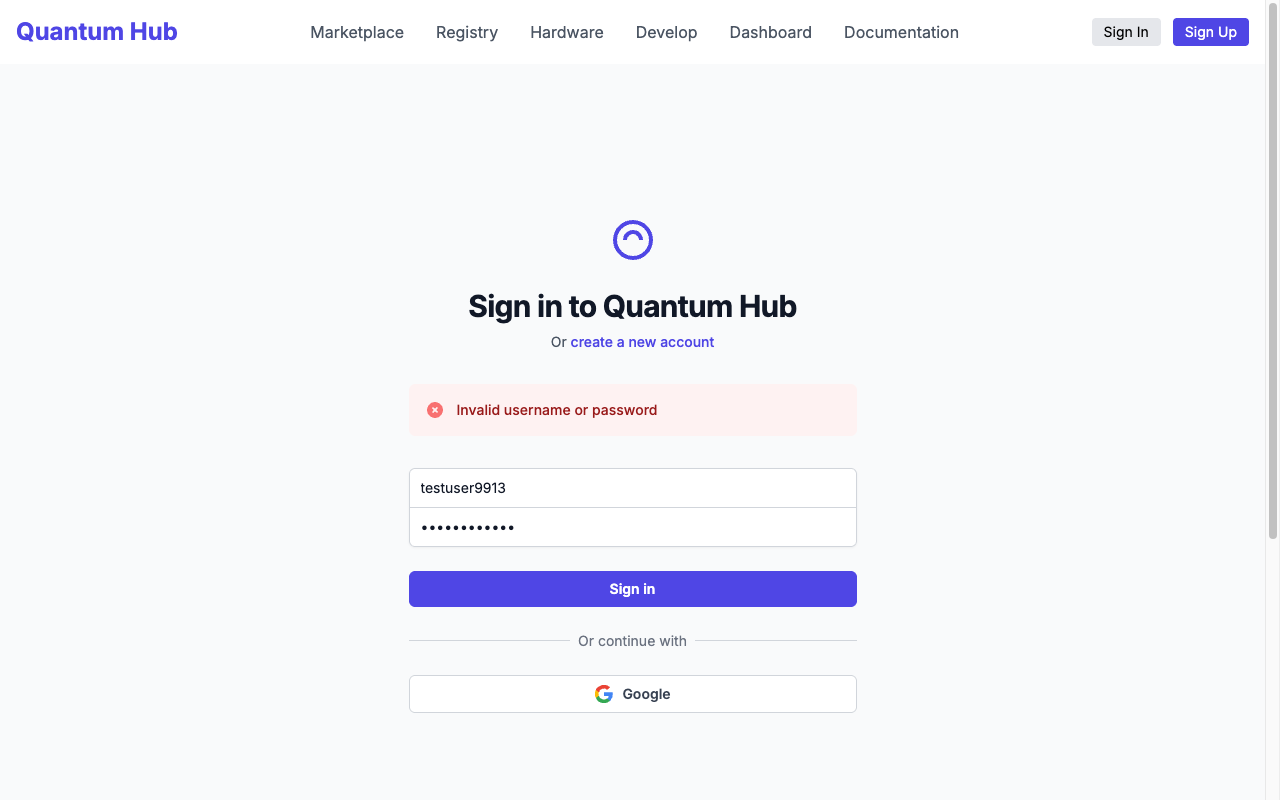 Quantum Hub
Marketplace Registry Hardware Develop Dashboard Documentation
Sign In Sign Up
Sign in to Quantum Hub
Or create a new account
Invalid username or password
testuser9913
••••••••••••
Sign in
Or continue with
Google